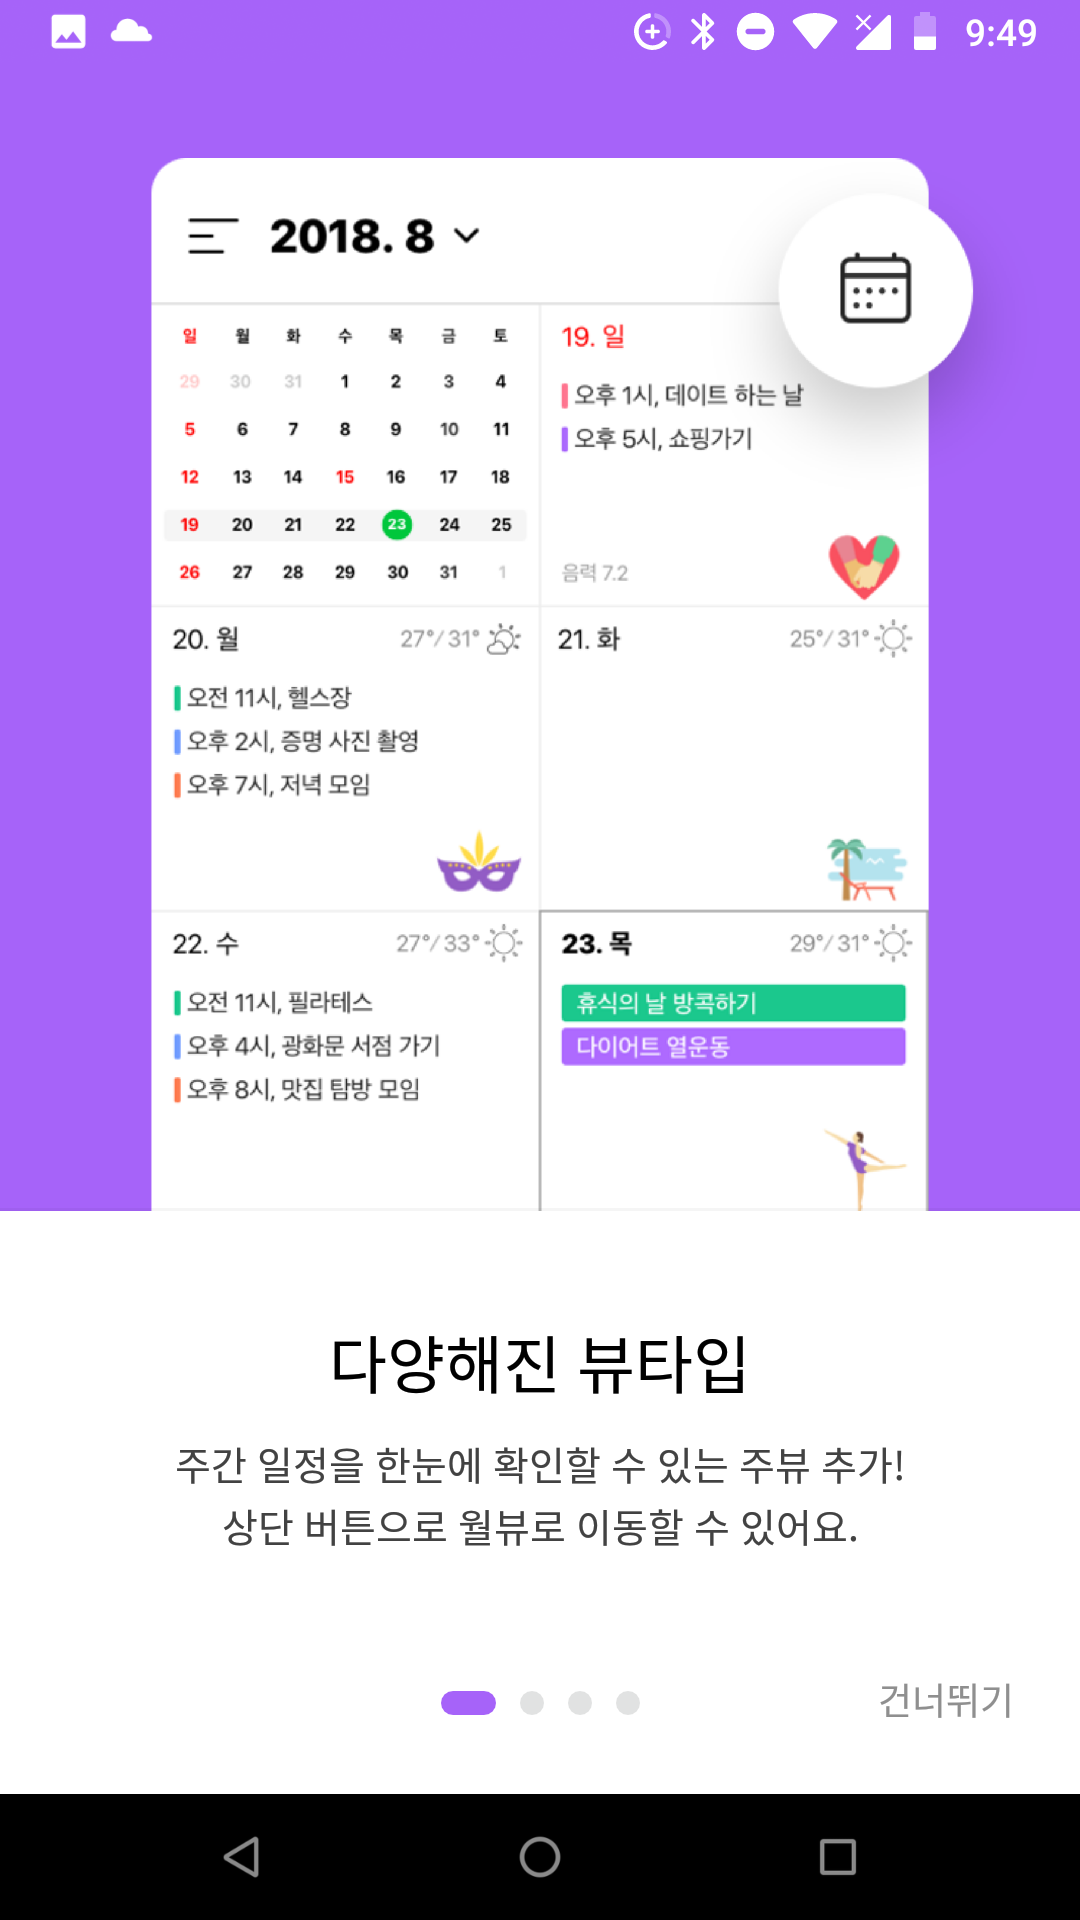 9:49
2018. 8
일 월 화 수 목 금 토
29 30 31 1 2 3 4
5 6 7 8 9 10 11
12 13 14 15 16 17 18
19 20 21 22 23 24 25
26 27 28 29 30 31 1
19. 일
오후 1시, 데이트 하는 날
오후 5시, 쇼핑가기
음력 7.2
20. 월 27°/31°
오전 11시, 헬스장
오후 2시, 증명 사진 촬영
오후 7시, 저녁 모임
21. 화 25°/31°
22. 수 27°/33°
오전 11시, 필라테스
오후 4시, 광화문 서점 가기
오후 8시, 맛집 탐방 모임
23. 목 29°/31°
휴식의 날 방콕하기
다이어트 열운동
다양해진 뷰타입
주간 일정을 한눈에 확인할 수 있는 주뷰 추가!
상단 버튼으로 월뷰로 이동할 수 있어요.
건너뛰기